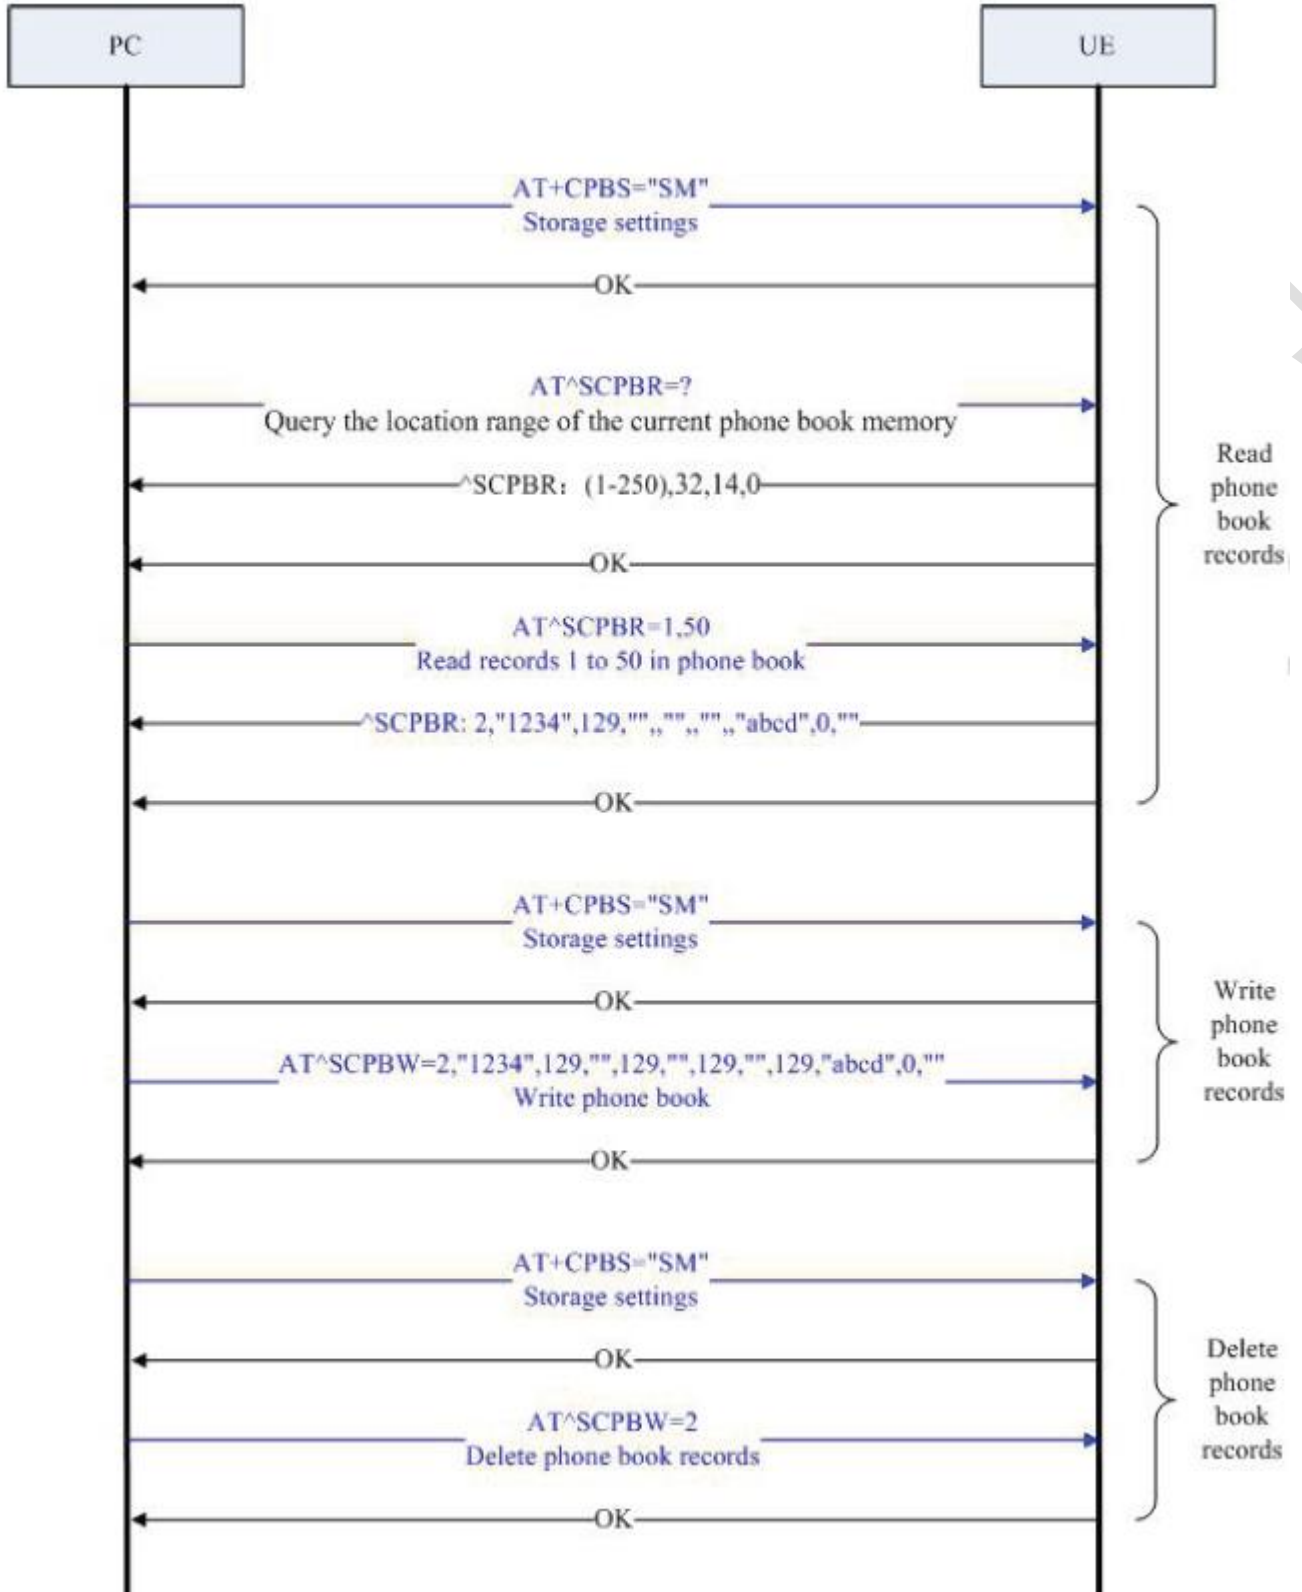 PC
UE
AT+CPBS="SM"
Storage settings
OK
AT^SCPBR=?
Query the location range of the current phone book memory
^SCPBR: (1-250),32,14,0
OK
AT^SCPBR=1,50
Read records 1 to 50 in phone book
^SCPBR: 2,"1234",129,"",,"",,"",,"abcd",0,""
OK
Read
phone
book
records
AT+CPBS="SM"
Storage settings
OK
AT^SCPBW=2,"1234",129,"",129,"",129,"",129,"abcd",0,""
Write phone book
OK
Write
phone
book
records
AT+CPBS="SM"
Storage settings
OK
AT^SCPBW=2
Delete phone book records
OK
Delete
phone
book
records